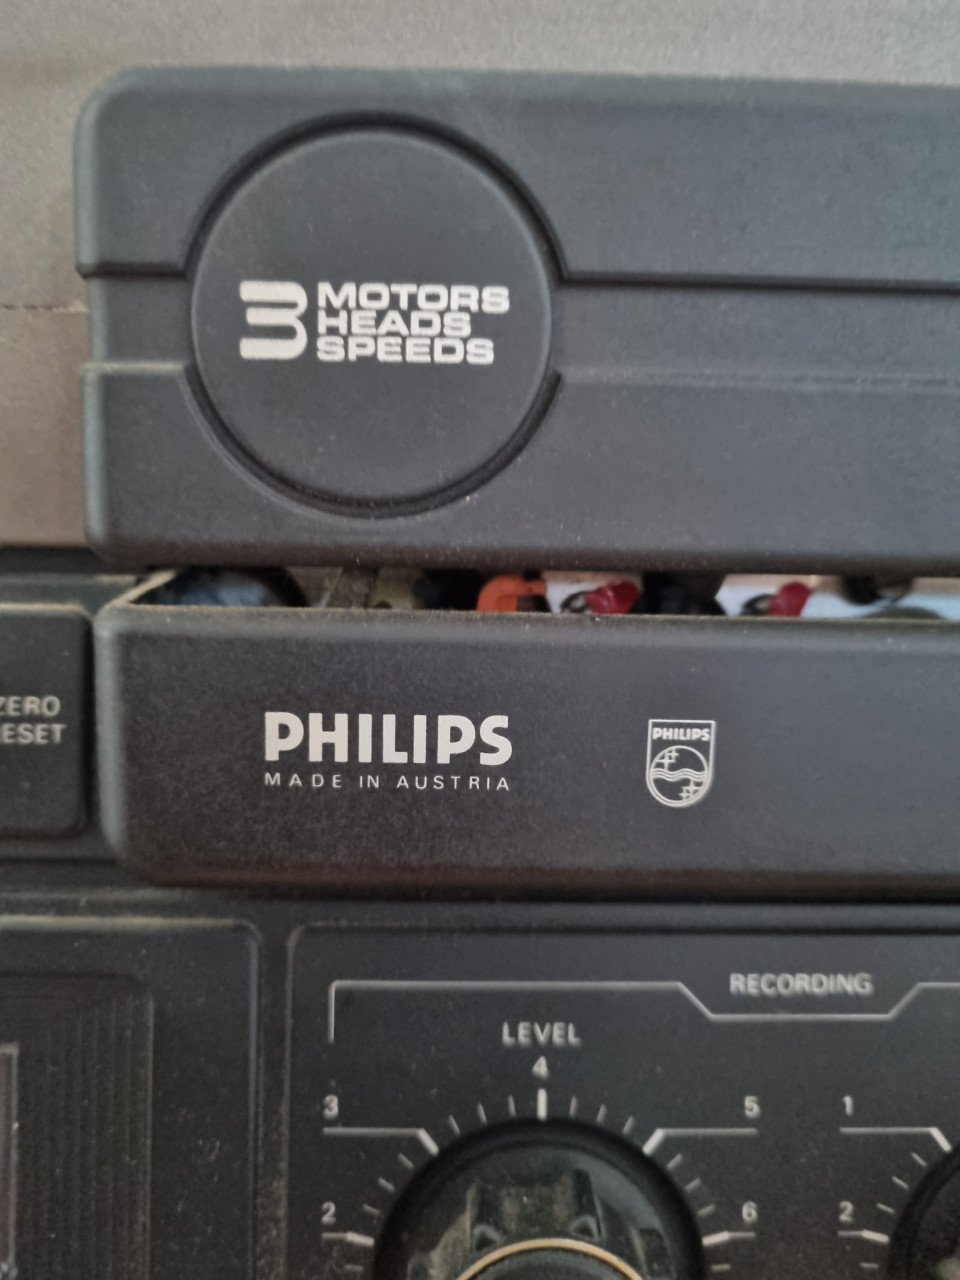 3 MOTORS
HEADS
SPEEDS
ZERO
RESET
PHILIPS
MADE IN AUSTRIA
PHILIPS
RECORDING
LEVEL
4
3
5
1
2
6
2